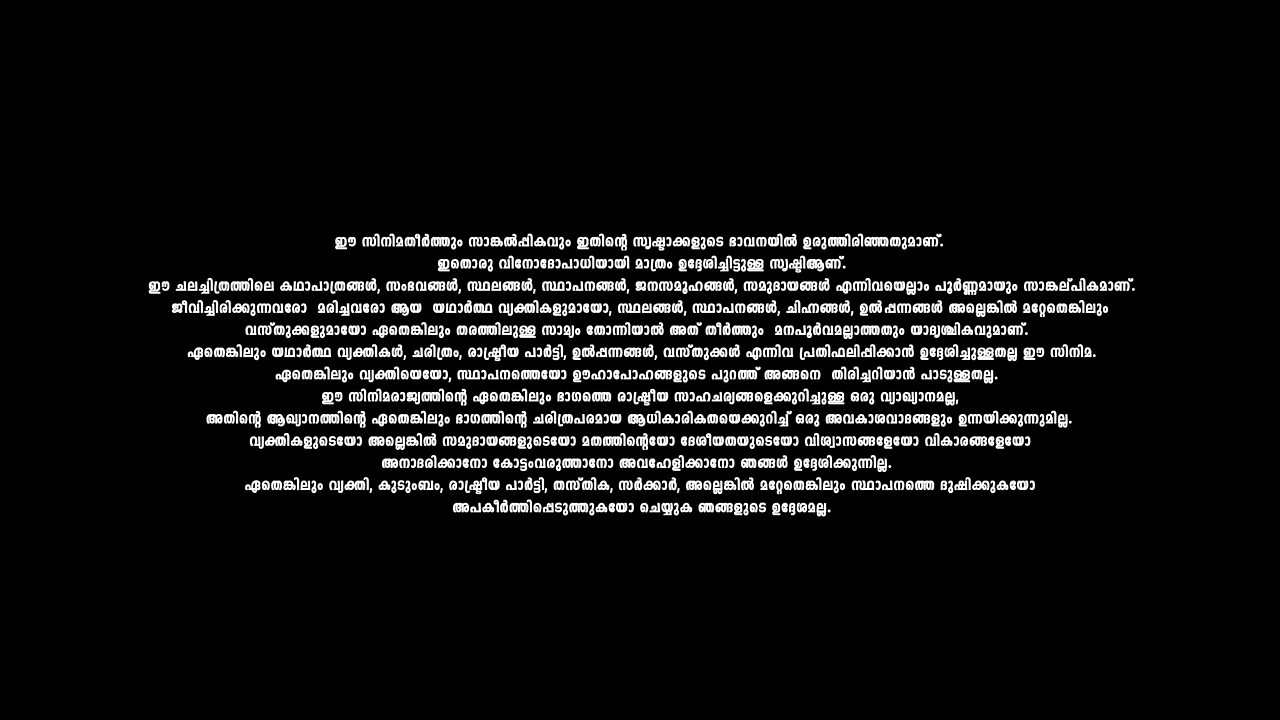 ഈ സിനിമതീർത്തും സാങ്കൽപ്പികവും ഇതിന്റെ സൃഷ്ടാക്കളുടെ ഭാവനയിൽ ഉരുത്തിരിഞ്ഞതുമാണ്.
ഇതൊരു വിനോദോപാധിയായി മാത്രം ഉദ്ദേശിച്ചിട്ടുള്ള സൃഷ്ടിആണ്.
ഈ ചലച്ചിത്രത്തിലെ കഥാപാത്രങ്ങൾ, സംഭവങ്ങൾ, സ്ഥലങ്ങൾ, സ്ഥാപനങ്ങൾ, ജനസമൂഹങ്ങൾ, സമുദായങ്ങൾ എന്നിവയെല്ലാം പൂർണ്ണമായും സാങ്കല്പികമാണ്.
ജീവിച്ചിരിക്കുന്നവരോ മരിച്ചവരോ ആയ യഥാർത്ഥ വ്യക്തികളുമായോ, സ്ഥലങ്ങൾ, സ്ഥാപനങ്ങൾ, ചിഹ്നങ്ങൾ, ഉൽപ്പന്നങ്ങൾ അല്ലെങ്കിൽ മറ്റേതെങ്കിലും
വസ്തുക്കളുമായോ ഏതെങ്കിലും തരത്തിലുള്ള സാമ്യം തോന്നിയാൽ അത് തീർത്തും മനപൂർവമല്ലാത്തതും യാദൃശ്ചികവുമാണ്.
ഏതെങ്കിലും യഥാർത്ഥ വ്യക്തികൾ, ചരിത്രം, രാഷ്ട്രീയ പാർട്ടി, ഉൽപ്പന്നങ്ങൾ, വസ്തുക്കൾ എന്നിവ പ്രതിഫലിപ്പിക്കാൻ ഉദ്ദേശിച്ചുള്ളതല്ല ഈ സിനിമ.
ഏതെങ്കിലും വ്യക്തിയെയോ, സ്ഥാപനത്തെയോ ഊഹാപോഹങ്ങളുടെ പുറത്ത് അങ്ങനെ തിരിച്ചറിയാൻ പാടുള്ളതല്ല.
ഈ സിനിമരാജ്യത്തിന്റെ ഏതെങ്കിലും ഭാഗത്തെ രാഷ്ട്രീയ സാഹചര്യങ്ങളെക്കുറിച്ചുള്ള ഒരു വ്യാഖ്യാനമല്ല,
അതിന്റെ ആഖ്യാനത്തിന്റെ ഏതെങ്കിലും ഭാഗത്തിന്റെ ചരിത്രപരമായ ആധികാരികതയെക്കുറിച്ച് ഒരു അവകാശവാദങ്ങളും ഉന്നയിക്കുന്നുമില്ല.
വ്യക്തികളുടെയോ അല്ലെങ്കിൽ സമുദായങ്ങളുടെയോ മതത്തിന്റെയോ ദേശീയതയുടെയോ വിശ്വാസങ്ങളേയോ വികാരങ്ങളേയോ
അനാദരിക്കാനോ കോട്ടംവരുത്താനോ അവഹേളിക്കാനോ ഞങ്ങൾ ഉദ്ദേശിക്കുന്നില്ല.
ഏതെങ്കിലും വ്യക്തി, കുടുംബം, രാഷ്ട്രീയ പാർട്ടി, തസ്തിക, സർക്കാർ, അല്ലെങ്കിൽ മറ്റേതെങ്കിലും സ്ഥാപനത്തെ ദുഷിക്കുകയോ
അപകീർത്തിപ്പെടുത്തുകയോ ചെയ്യുക ഞങ്ങളുടെ ഉദ്ദേശമല്ല.